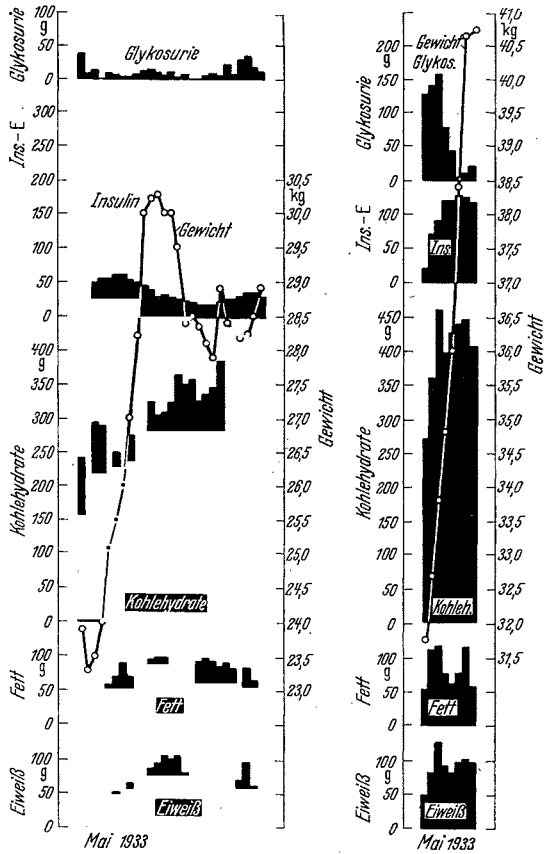 Glykosurie
100
g
50
0
Glykosurie
Ins.-E
300
250
200
150
100
50
0
Insulin
Gewicht
Kohlehydrate
400
g
350
300
250
200
150
100
50
0
Kohlehydrate
Fett
100
g
50
0
Fett
Eiweiß
100
g
50
0
Eiweiß
30,5
kg
30,0
29,5
29,0
28,5
28,0
27,5
27,0
26,5
26,0
25,5
25,0
24,5
24,0
23,5
23,0
Gewicht
Mai 1933
Glykosurie
200
g
150
100
50
0
Gewicht
Glykos.
Ins.-E
100
50
0
Ins.
Kohlehydrate
450
g
400
350
300
250
200
150
100
50
0
Kohleh.
Fett
100
50
0
Fett
Eiweiß
100
50
0
Eiweiß
41,0
kg
40,5
40,0
39,5
39,0
38,5
38,0
37,5
37,0
36,5
36,0
35,5
35,0
34,5
34,0
33,5
33,0
32,5
32,0
31,5
Gewicht
Mai 1933